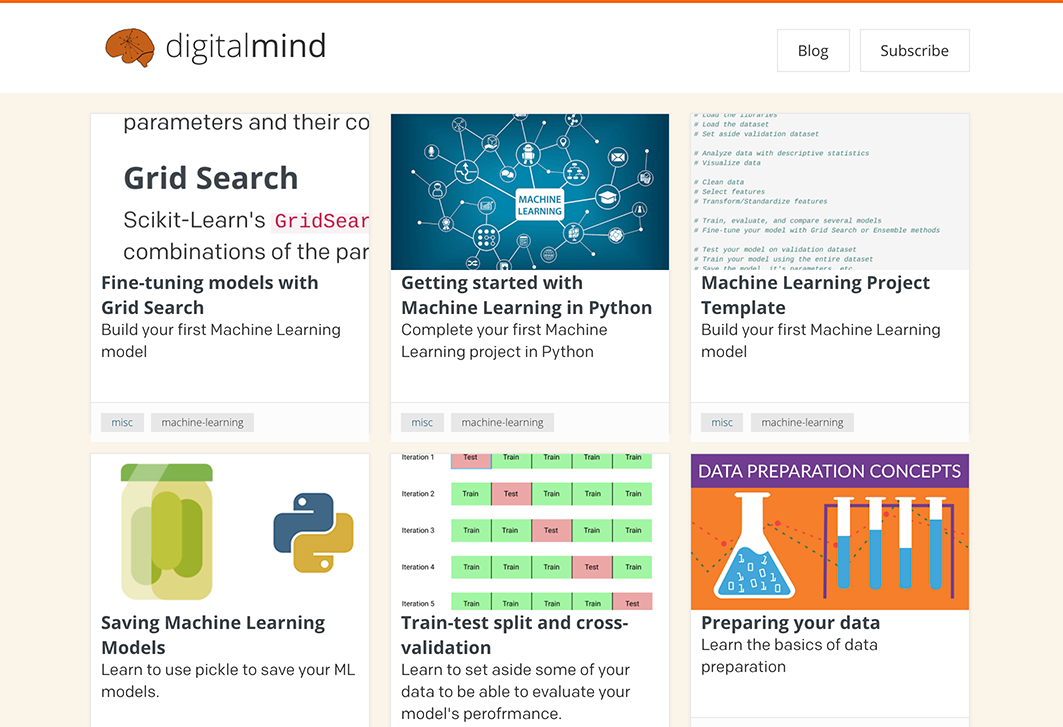 digitalmind
Blog
Subscribe
parameters and their co
Grid Search
Scikit-Learn's GridSear
combinations of the par
Fine-tuning models with
Grid Search
Build your first Machine Learning
model
misc
machine-learning
MACHINE
LEARNING
Getting started with
Machine Learning in Python
Complete your first Machine
Learning project in Python
misc
machine-learning
# Load the libraries
# Load the dataset
# Set aside validation dataset
# Analyze data with descriptive statistics
# Visualize data
# Clean data
# Select features
# Transform/Standardize features
# Train, evaluate, and compare several models
# Fine-tune your model with Grid Search or Ensemble methods
# Test your model on validation dataset
# Train your model using the entire dataset
# Save the model, it's parameters, etc.
Machine Learning Project
Template
Build your first Machine Learning
model
misc
machine-learning
Saving Machine Learning
Models
Learn to use pickle to save your ML
models.
Iteration 1 Test Train Train Train Train
Iteration 2 Train Test Train Train Train
Iteration 3 Train Train Test Train Train
Iteration 4 Train Train Train Test Train
Iteration 5 Train Train Train Train Test
Train-test split and cross-
validation
Learn to set aside some of your
data to be able to evaluate your
model's perofrmance.
DATA PREPARATION CONCEPTS
Preparing your data
Learn the basics of data
preparation